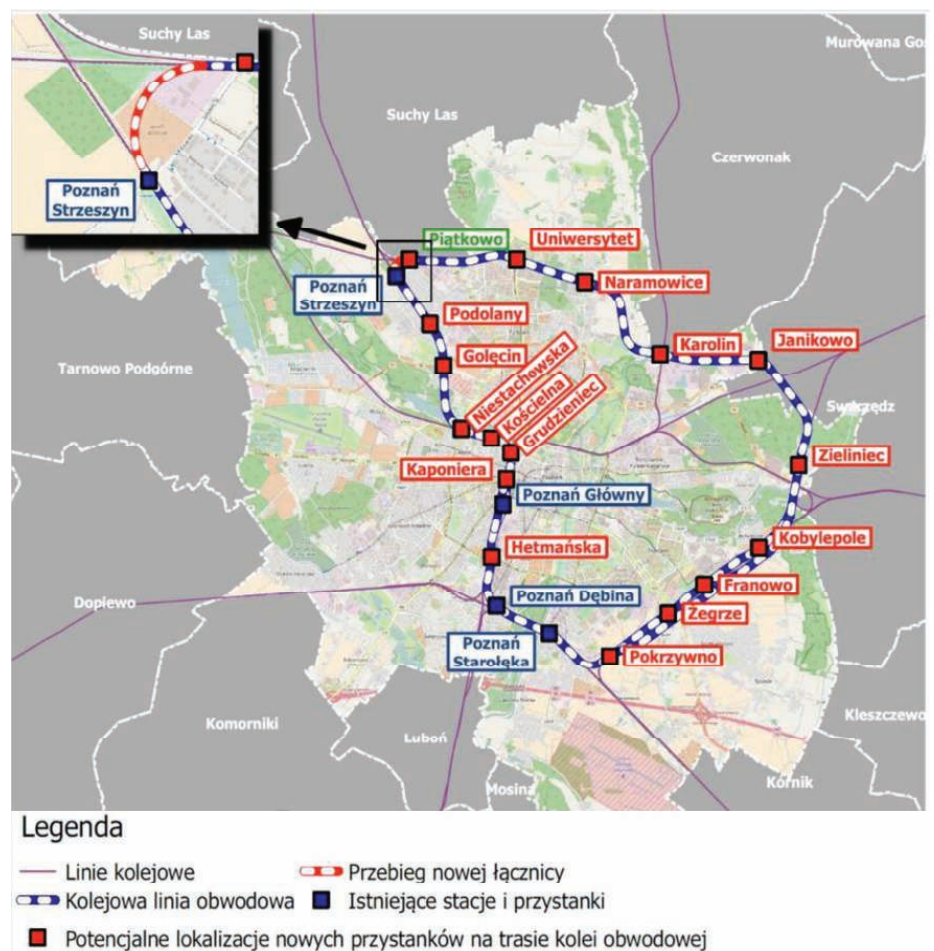 Suchy Las
Poznań
Strzeszyn
Suchy Las
Murowana Goś
Czerwonak
Piątkowo
Uniwersytet
Poznań
Strzeszyn
Naramowice
Podolany
Karolin
Janikowo
Tarnowo Podgórne
Golęcin
Niestachowska
Kościelna
Grudzieniec
Swarzędz
Kaponiera
Zieliniec
Poznań Główny
Hetmańska
Kobylepole
Franowo
Dopiewo
Poznań Dębina
Żegrze
Poznań
Starołęka
Pokrzywno
Komorniki
Luboń
Kleszczewo
Kórnik
Mosina
Legenda
Linie kolejowe
Przebieg nowej łącznicy
Kolejowa linia obwodowa
Istniejące stacje i przystanki
Potencjalne lokalizacje nowych przystanków na trasie kolei obwodowej